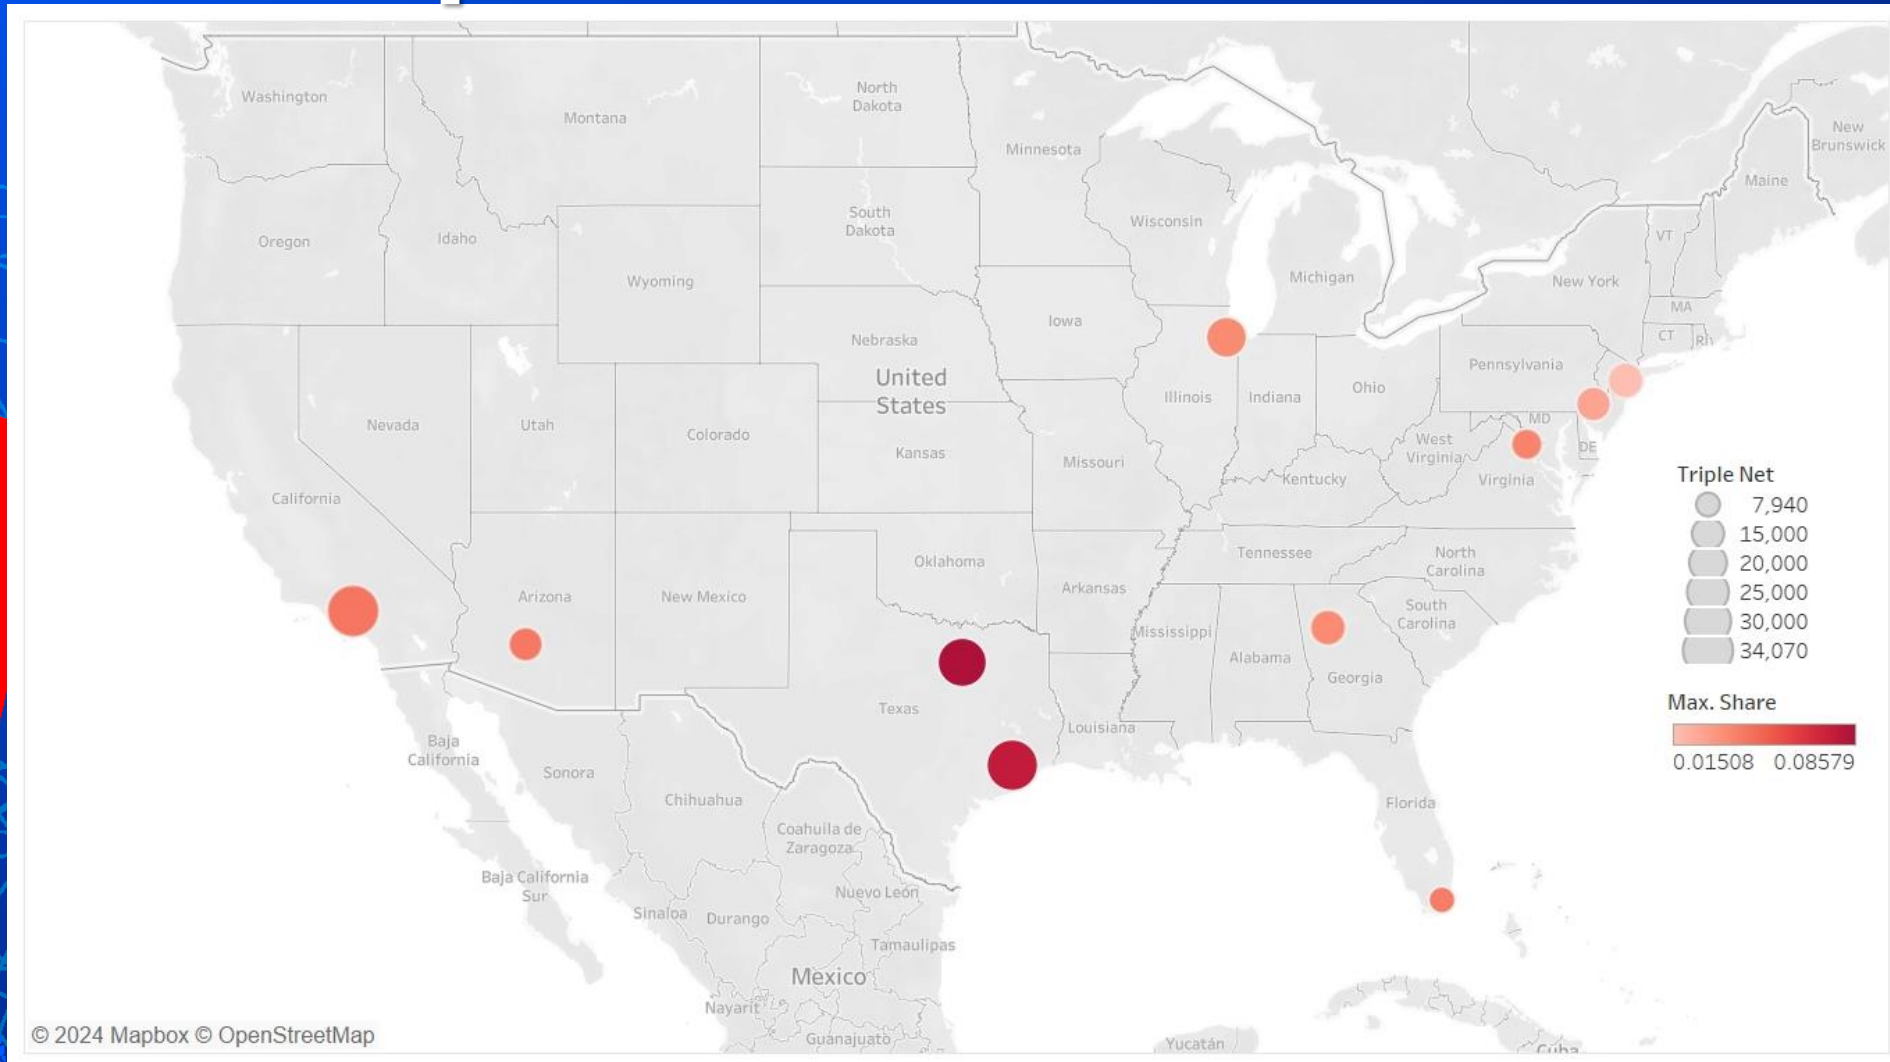 Washington
Montana
North
Dakota
Minnesota
New
Brunswick
Maine
Oregon
Idaho
South
Dakota
Wisconsin
VT
Wyoming
Michigan
New York
MA
Iowa
Nebraska
CT
RI
Pennsylvania
United
States
Illinois
Indiana
Ohio
Nevada
Utah
Colorado
Kansas
MD
West
Virginia
DE
Missouri
Kentucky
Virginia
California
Oklahoma
Tennessee
North
Carolina
Arizona
New Mexico
Arkansas
South
Carolina
Mississippi
Alabama
Georgia
Texas
Louisiana
Florida
Baja
California
Sonora
Chihuahua
Coahuila de
Zaragoza
Baja California
Sur
Nuevo León
Sinaloa
Durango
Tamaulipas
Mexico
Nayarit
Guanajuato
Yucatán
Cuba
Triple Net
7,940
15,000
20,000
25,000
30,000
34,070
Max. Share
0.01508 0.08579
© 2024 Mapbox © OpenStreetMap